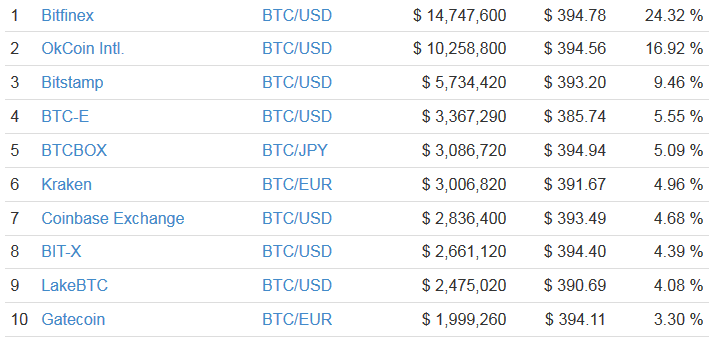 1 Bitfinex BTC/USD $ 14,747,600 $ 394.78 24.32 %
2 OkCoin Intl. BTC/USD $ 10,258,800 $ 394.56 16.92 %
3 Bitstamp BTC/USD $ 5,734,420 $ 393.20 9.46 %
4 BTC-E BTC/USD $ 3,367,290 $ 385.74 5.55 %
5 BTCBOX BTC/JPY $ 3,086,720 $ 394.94 5.09 %
6 Kraken BTC/EUR $ 3,006,820 $ 391.67 4.96 %
7 Coinbase Exchange BTC/USD $ 2,836,400 $ 393.49 4.68 %
8 BIT-X BTC/USD $ 2,661,120 $ 394.40 4.39 %
9 LakeBTC BTC/USD $ 2,475,020 $ 390.69 4.08 %
10 Gatecoin BTC/EUR $ 1,999,260 $ 394.11 3.30 %